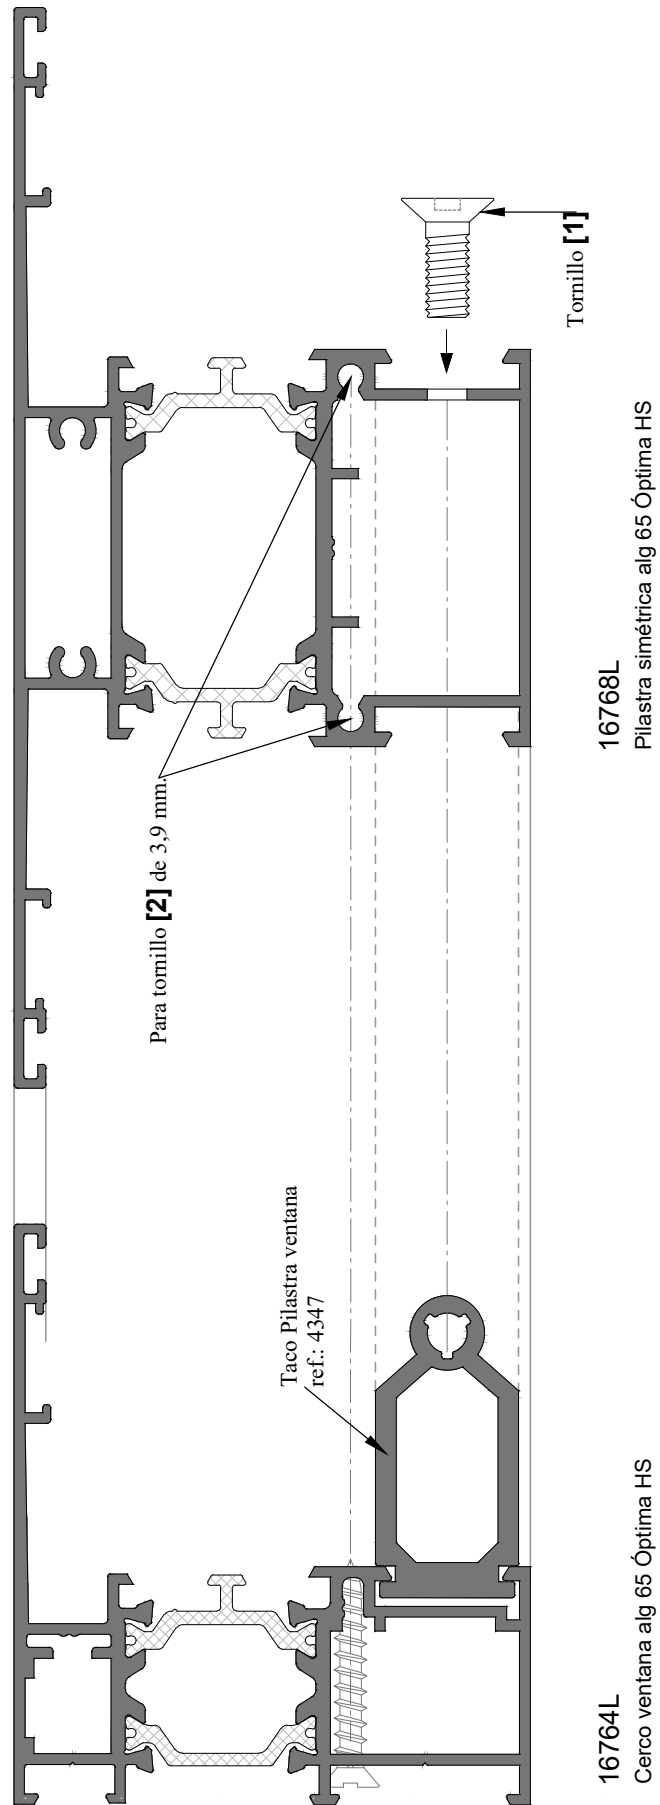 Tornillo [1]
Para tornillo [2] de 3,9 mm.
Taco Pilastra ventana
ref.: 4347
16768L
Pilastra simétrica alg 65 Óptima HS
16764L
Cerco ventana alg 65 Óptima HS